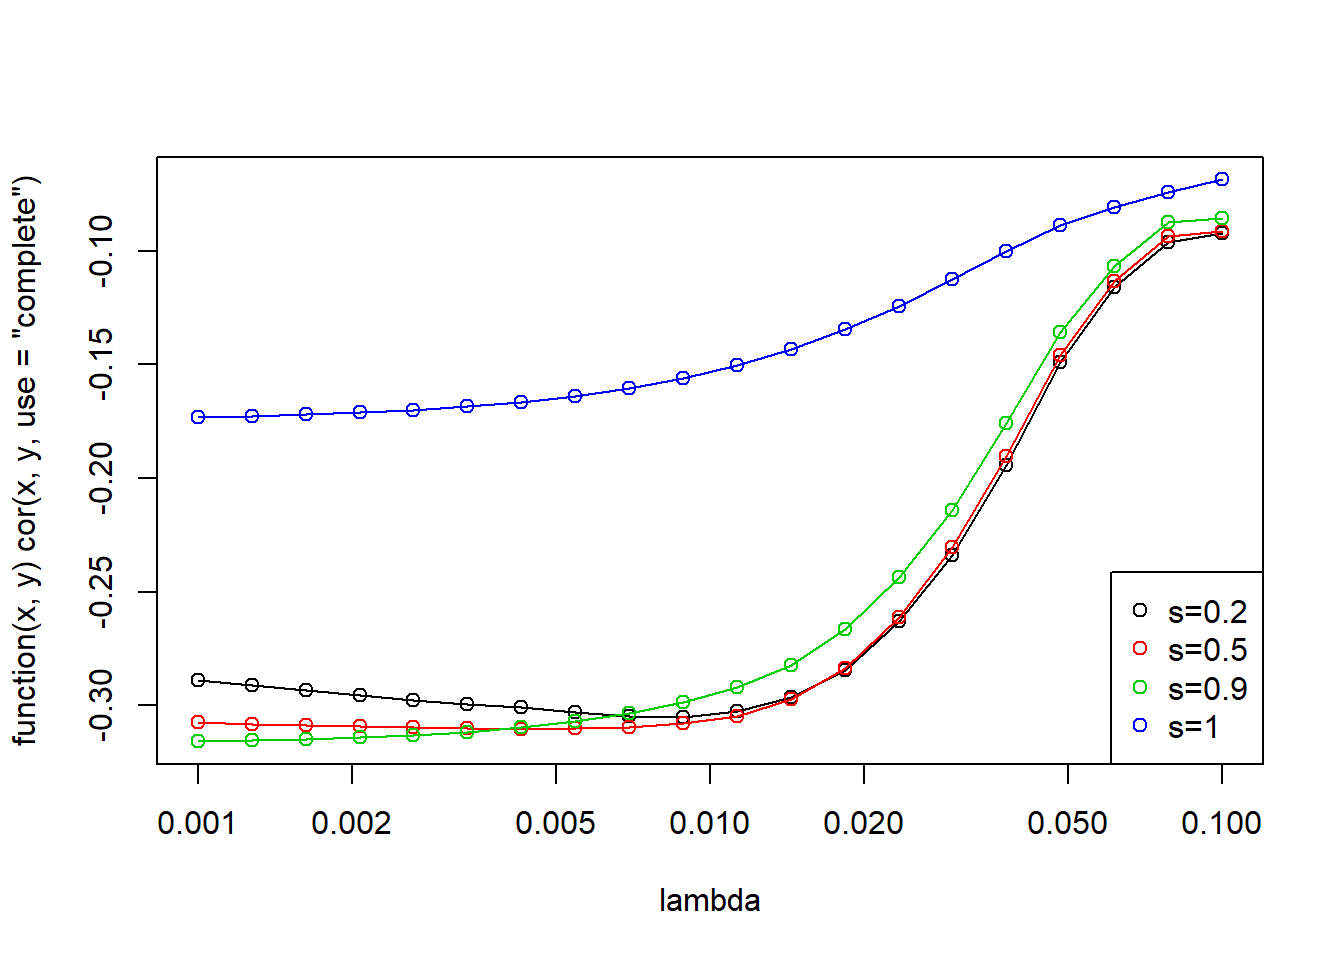 function(x, y) cor(x, y, use = "complete")
-0.10
-0.15
-0.20
-0.25
-0.30
0.001 0.002 0.005 0.010 0.020 0.050 0.100
lambda
s=0.2
s=0.5
s=0.9
s=1